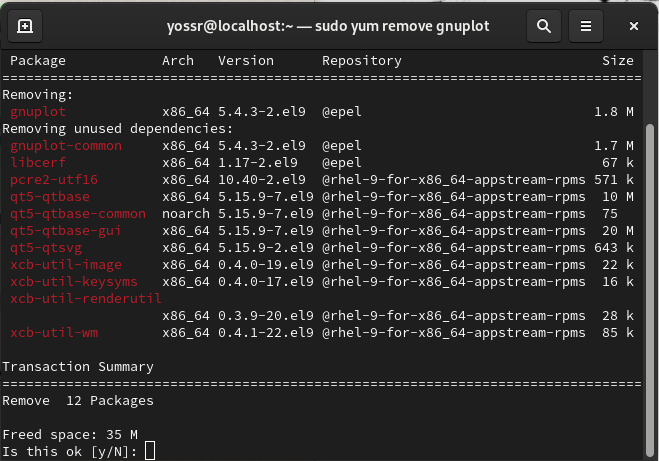 yossr@localhost:~ — sudo yum remove gnuplot
Package Arch Version Repository Size
================================================================================
Removing:
gnuplot x86_64 5.4.3-2.el9 @epel 1.8 M
Removing unused dependencies:
gnuplot-common x86_64 5.4.3-2.el9 @epel 1.7 M
libcerf x86_64 1.17-2.el9 @epel 67 k
pcre2-utf16 x86_64 10.40-2.el9 @rhel-9-for-x86_64-appstream-rpms 571 k
qt5-qtbase x86_64 5.15.9-7.el9 @rhel-9-for-x86_64-appstream-rpms 10 M
qt5-qtbase-common noarch 5.15.9-7.el9 @rhel-9-for-x86_64-appstream-rpms 75
qt5-qtbase-gui x86_64 5.15.9-7.el9 @rhel-9-for-x86_64-appstream-rpms 20 M
qt5-qtsvg x86_64 5.15.9-2.el9 @rhel-9-for-x86_64-appstream-rpms 643 k
xcb-util-image x86_64 0.4.0-19.el9 @rhel-9-for-x86_64-appstream-rpms 22 k
xcb-util-keysyms x86_64 0.4.0-17.el9 @rhel-9-for-x86_64-appstream-rpms 16 k
xcb-util-renderutil
x86_64 0.3.9-20.el9 @rhel-9-for-x86_64-appstream-rpms 28 k
xcb-util-wm x86_64 0.4.1-22.el9 @rhel-9-for-x86_64-appstream-rpms 85 k
Transaction Summary
================================================================================
Remove 12 Packages
Freed space: 35 M
Is this ok [y/N]: